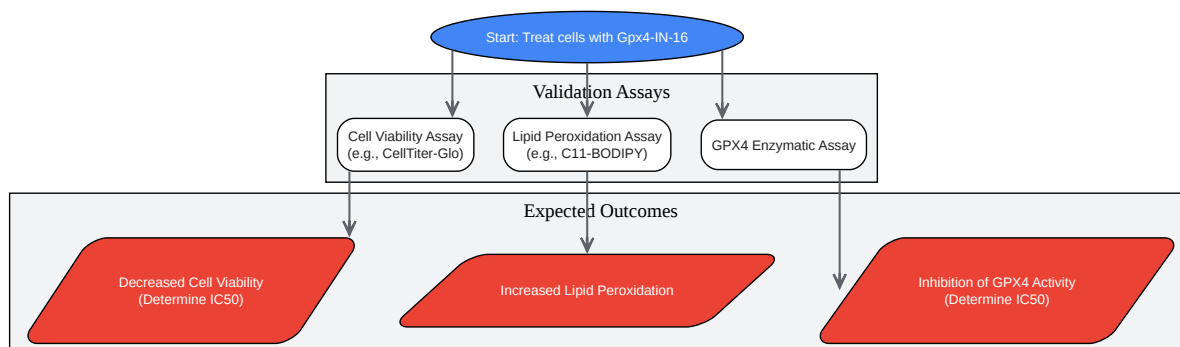 Start: Treat cells with Gpx4-IN-16
Validation Assays
Cell Viability Assay
(e.g., CellTiter-Glo)
Lipid Peroxidation Assay
(e.g., C11-BODIPY)
GPX4 Enzymatic Assay
Expected Outcomes
Decreased Cell Viability
(Determine IC50)
Increased Lipid Peroxidation
Inhibition of GPX4 Activity
(Determine IC50)